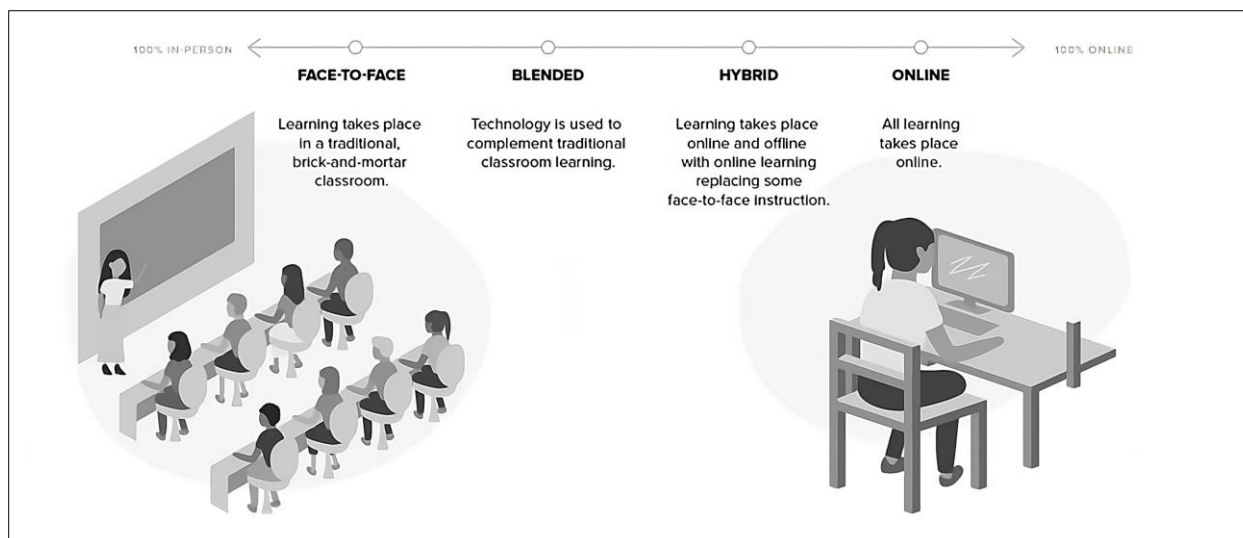 100% IN-PERSON
100% ONLINE
FACE-TO-FACE
BLENDED
HYBRID
ONLINE
Learning takes place
in a traditional,
brick-and-mortar
classroom.
Technology is used to
complement traditional
classroom learning.
Learning takes place
online and offline
with online learning
replacing some
face-to-face instruction.
All learning
takes place
online.